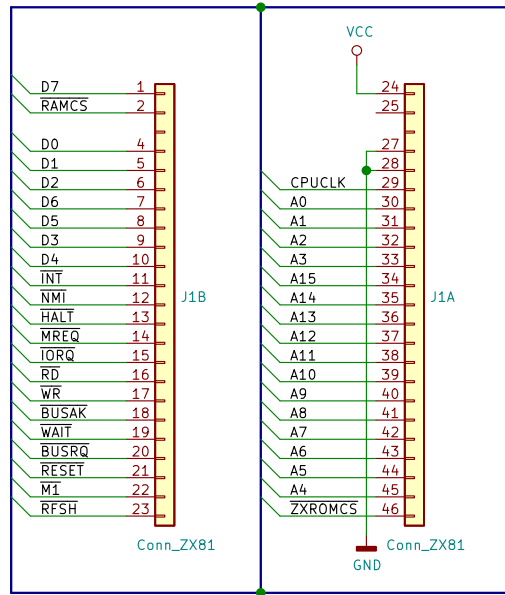 VCC
D7 1
RAMCS 2
D0 4
D1 5
D2 6
D6 7
D5 8
D3 9
D4 10
INT 11
NMI 12
HALT 13
MREQ 14
IORQ 15
RD 16
WR 17
BUSAK 18
WAIT 19
BUSRQ 20
RESET 21
M1 22
RFSH 23
J1B
Conn_ZX81
24
25
27
28
CPUCLK 29
A0 30
A1 31
A2 32
A3 33
A15 34
A14 35
A13 36
A12 37
A11 38
A10 39
A9 40
A8 41
A7 42
A6 43
A5 44
A4 45
ZXROMCS 46
J1A
Conn_ZX81
GND